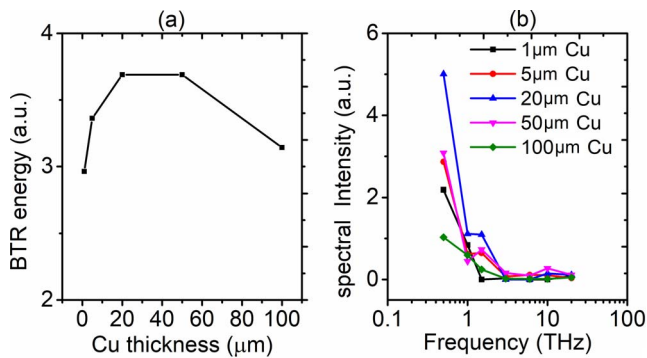 (a)
BTR energy (a.u.)
4
3
2
0 20 40 60 80 100
Cu thickness (μm)
(b)
spectral Intensity (a.u.)
6
4
2
0
1μm Cu
5μm Cu
20μm Cu
50μm Cu
100μm Cu
0.1 1 10 100
Frequency (THz)